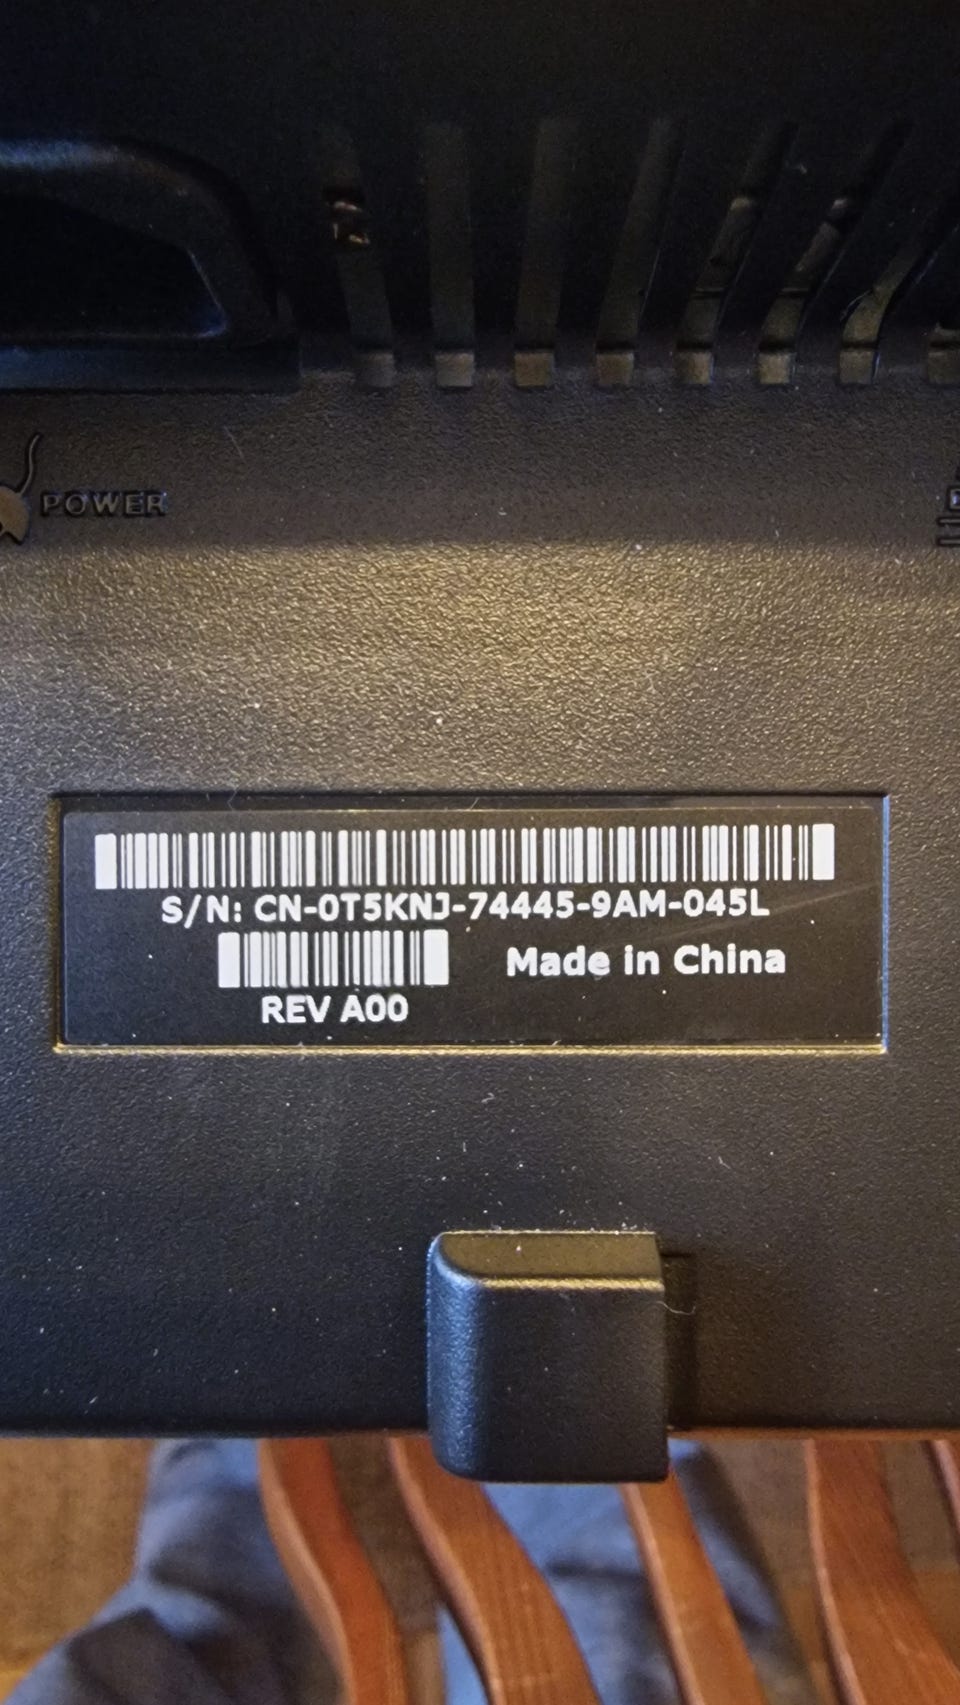 POWER
S/N: CN-0T5KNJ-74445-9AM-045L
Made in China
REV A00